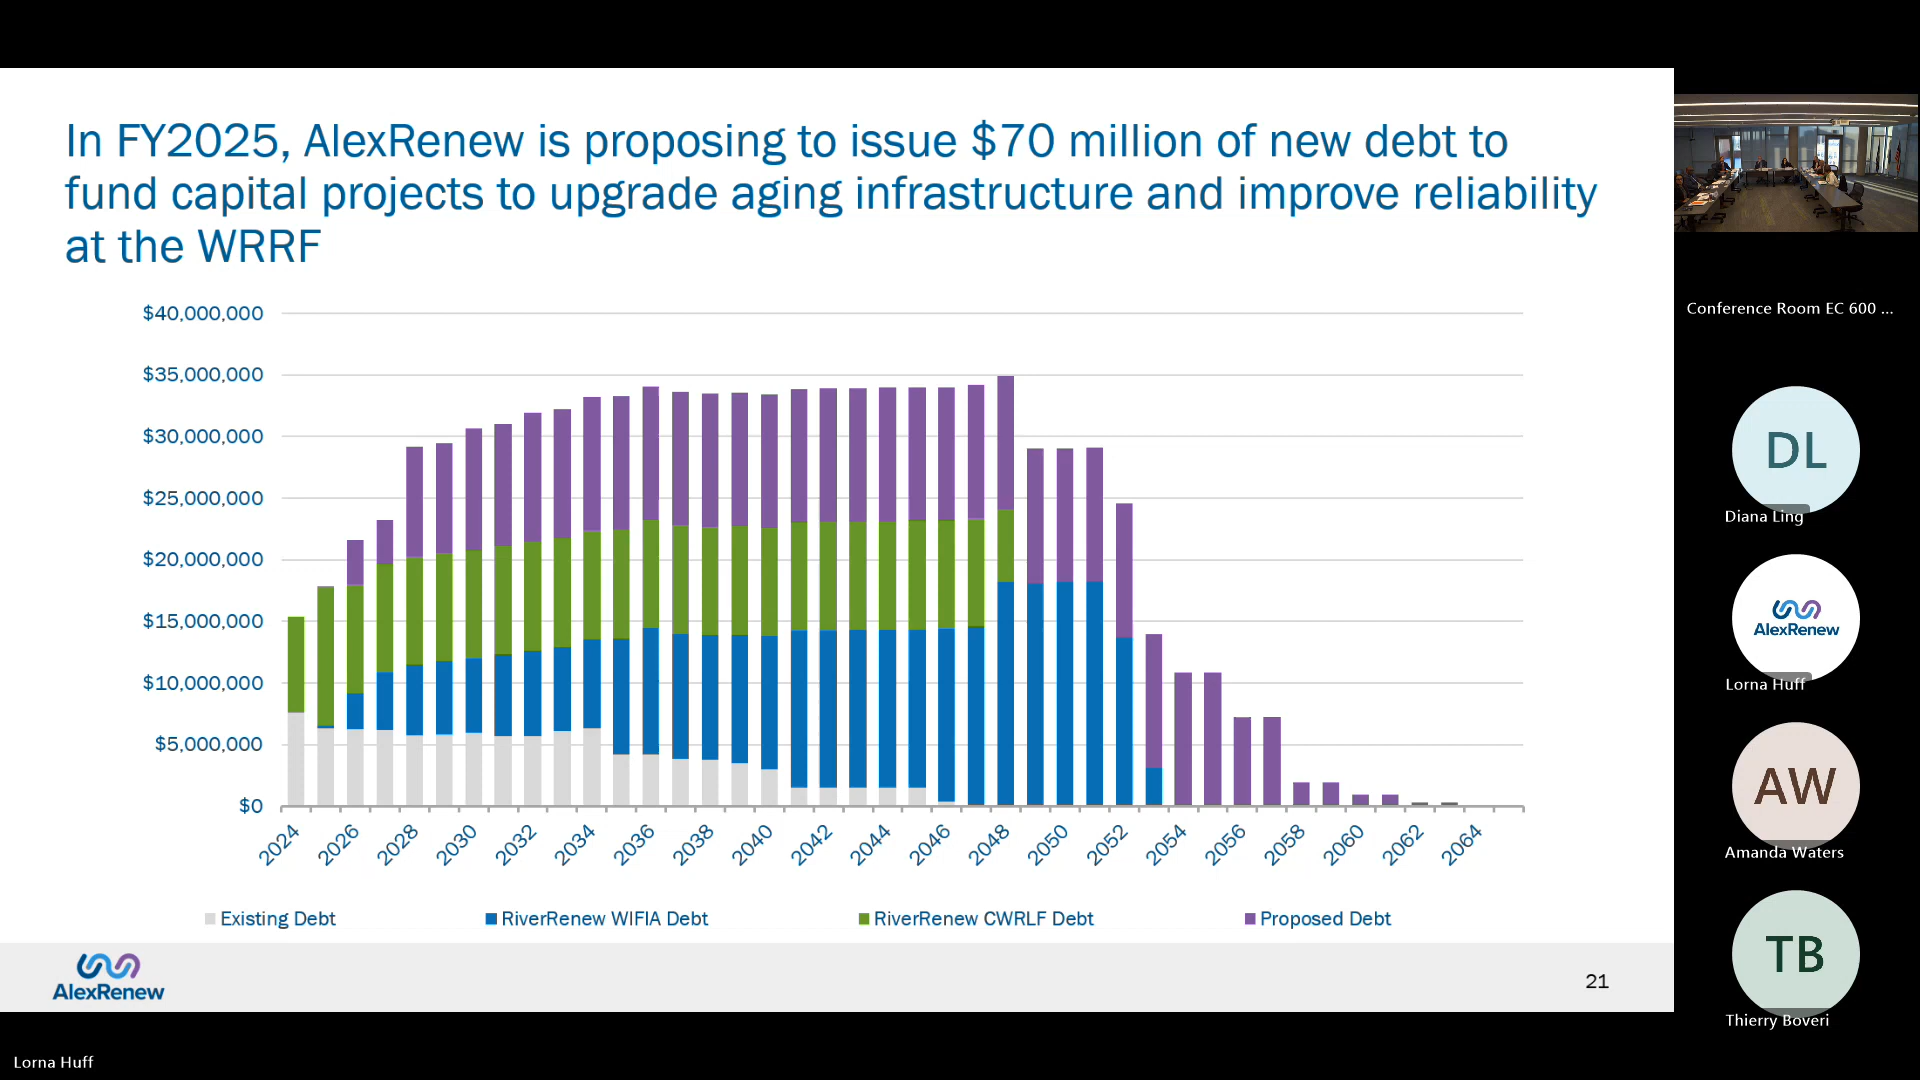 In FY2025, AlexRenew is proposing to issue $70 million of new debt to
fund capital projects to upgrade aging infrastructure and improve reliability
at the WRRF
$40,000,000
$35,000,000
$30,000,000
$25,000,000
$20,000,000
$15,000,000
$10,000,000
$5,000,000
$0
2024 2026 2028 2030 2032 2034 2036 2038 2040 2042 2044 2046 2048 2050 2052 2054 2056 2058 2060 2062 2064
Existing Debt RiverRenew WIFIA Debt RiverRenew CWRLF Debt Proposed Debt
AlexRenew
21
Lorna Huff
Conference Room EC 600 ...
DL
Diana Ling
AlexRenew
Lorna Huff
AW
Amanda Waters
TB
Thierry Boveri